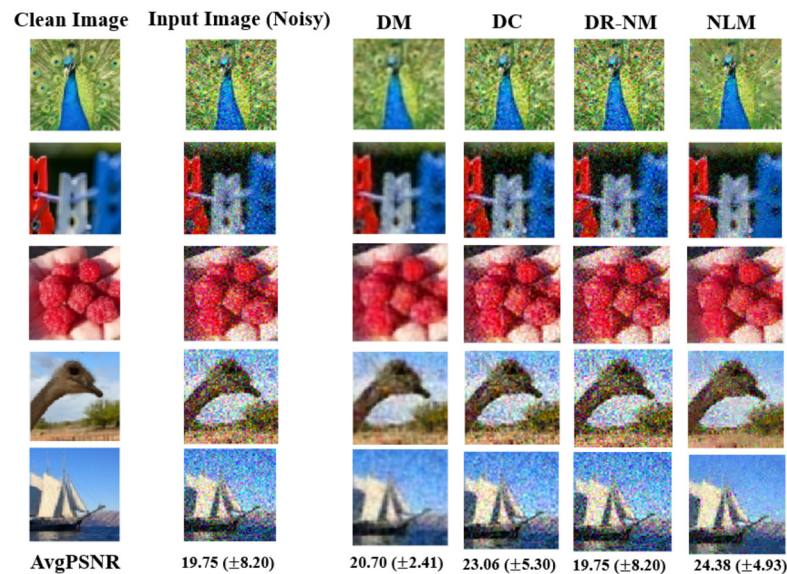 Clean Image Input Image (Noisy) DM DC DR-NM NLM
AvgPSNR 19.75 (±8.20) 20.70 (±2.41) 23.06 (±5.30) 19.75 (±8.20) 24.38 (±4.93)